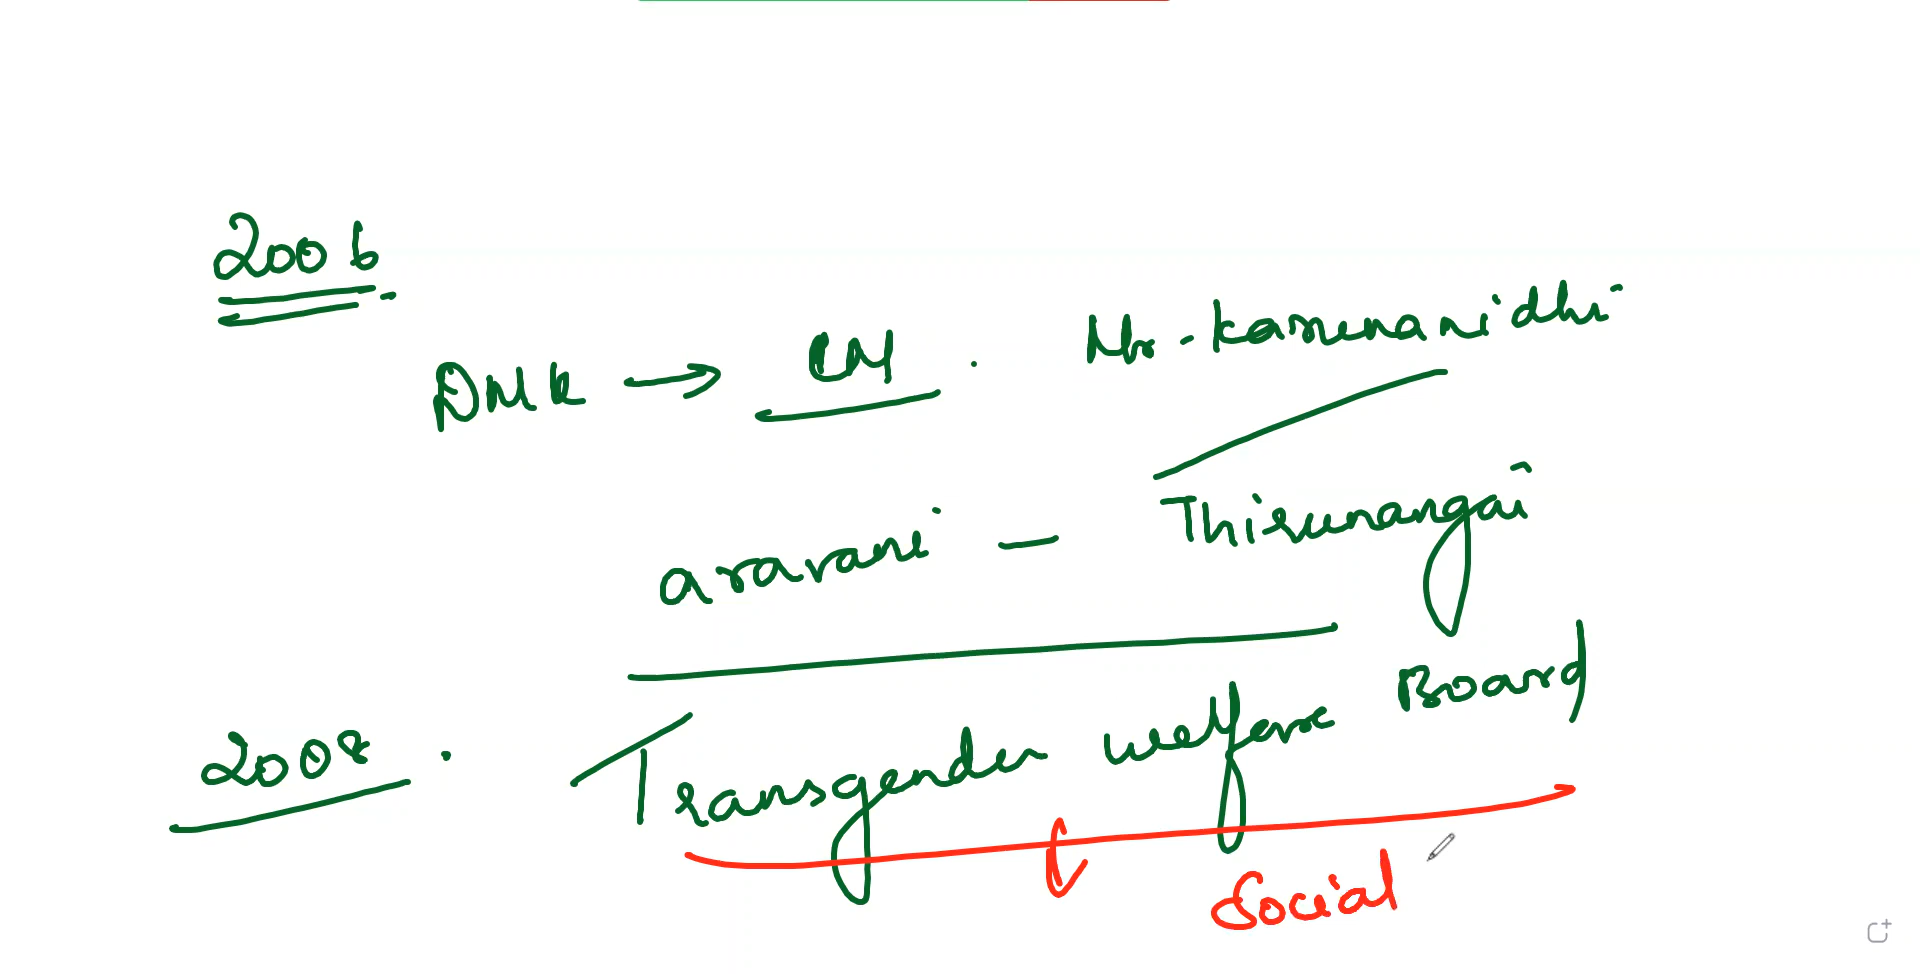 2006
DMK → CM. Mr. Karunanidhi
aravani – Thirunangai
2008. Transgender welfare Board
Social